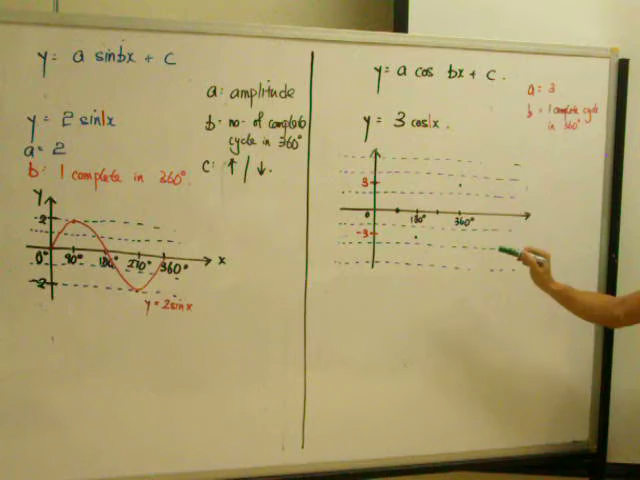 y = a sinbx + c
y = 2 sin1x
a = 2
b: 1 complete in 360°.
a: amplitude
b = no. of complete
cycle in 360°
c: ↑ / ↓.
y
2
0° 90° 180° 270° 360° x
-2
y = 2sinx
y = a cos bx + c.
a = 3
b = 1 complete cycle
in 360°
y = 3 cos1x.
3
0 180° 360°
-3